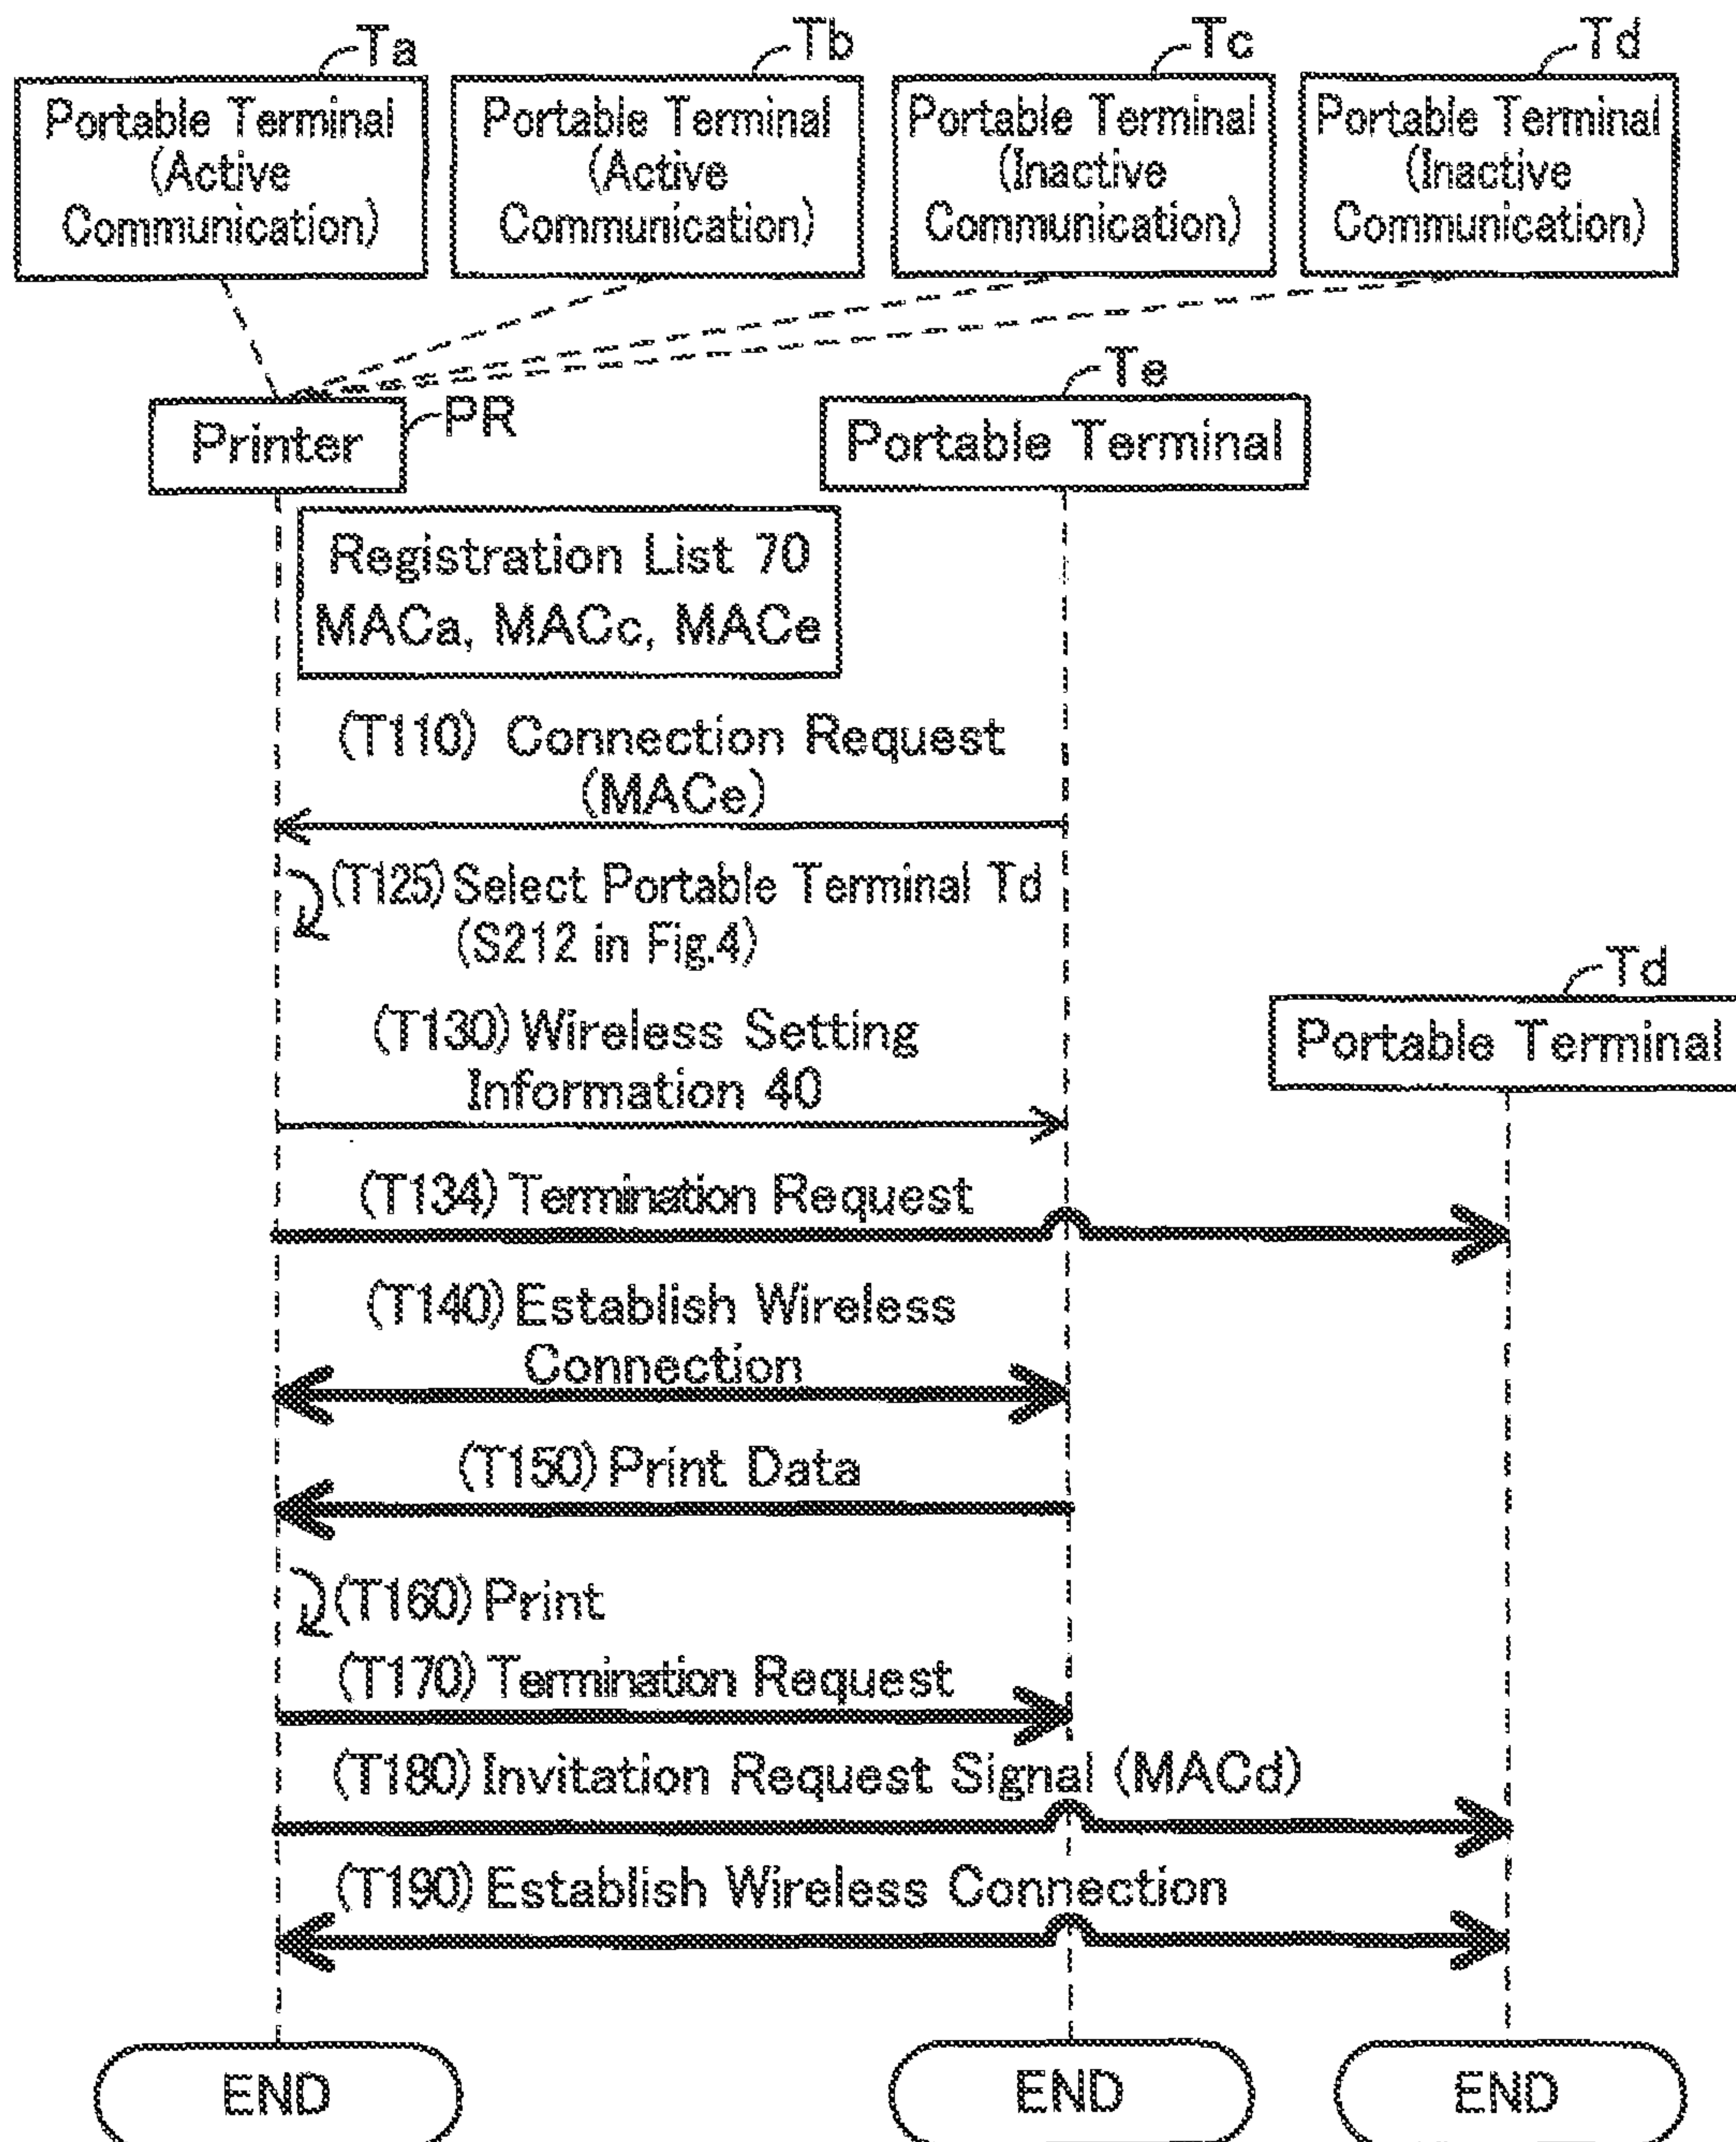 Ta
Tb
Tc
Td
Portable Terminal
(Active
Communication)
Portable Terminal
(Active
Communication)
Portable Terminal
(Inactive
Communication)
Portable Terminal
(Inactive
Communication)
Te
PR
Printer
Portable Terminal
Registration List 70
MACa, MACc, MACe
(T110) Connection Request
(MACe)
(T125) Select Portable Terminal Td
(S212 in Fig.4)
Td
Portable Terminal
(T130) Wireless Setting
Information 40
(T134) Termination Request
(T140) Establish Wireless
Connection
(T150) Print Data
(T160) Print
(T170) Termination Request
(T180) Invitation Request Signal (MACd)
(T190) Establish Wireless Connection
END
END
END